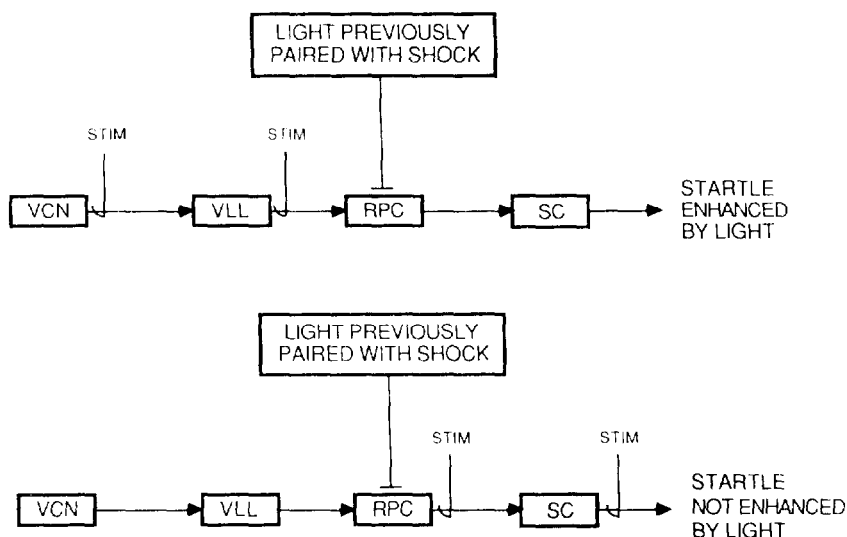 LIGHT PREVIOUSLY
PAIRED WITH SHOCK
STIM
STIM
VCN
VLL
RPC
SC
STARTLE
ENHANCED
BY LIGHT
LIGHT PREVIOUSLY
PAIRED WITH SHOCK
STIM
STIM
VCN
VLL
RPC
SC
STARTLE
NOT ENHANCED
BY LIGHT